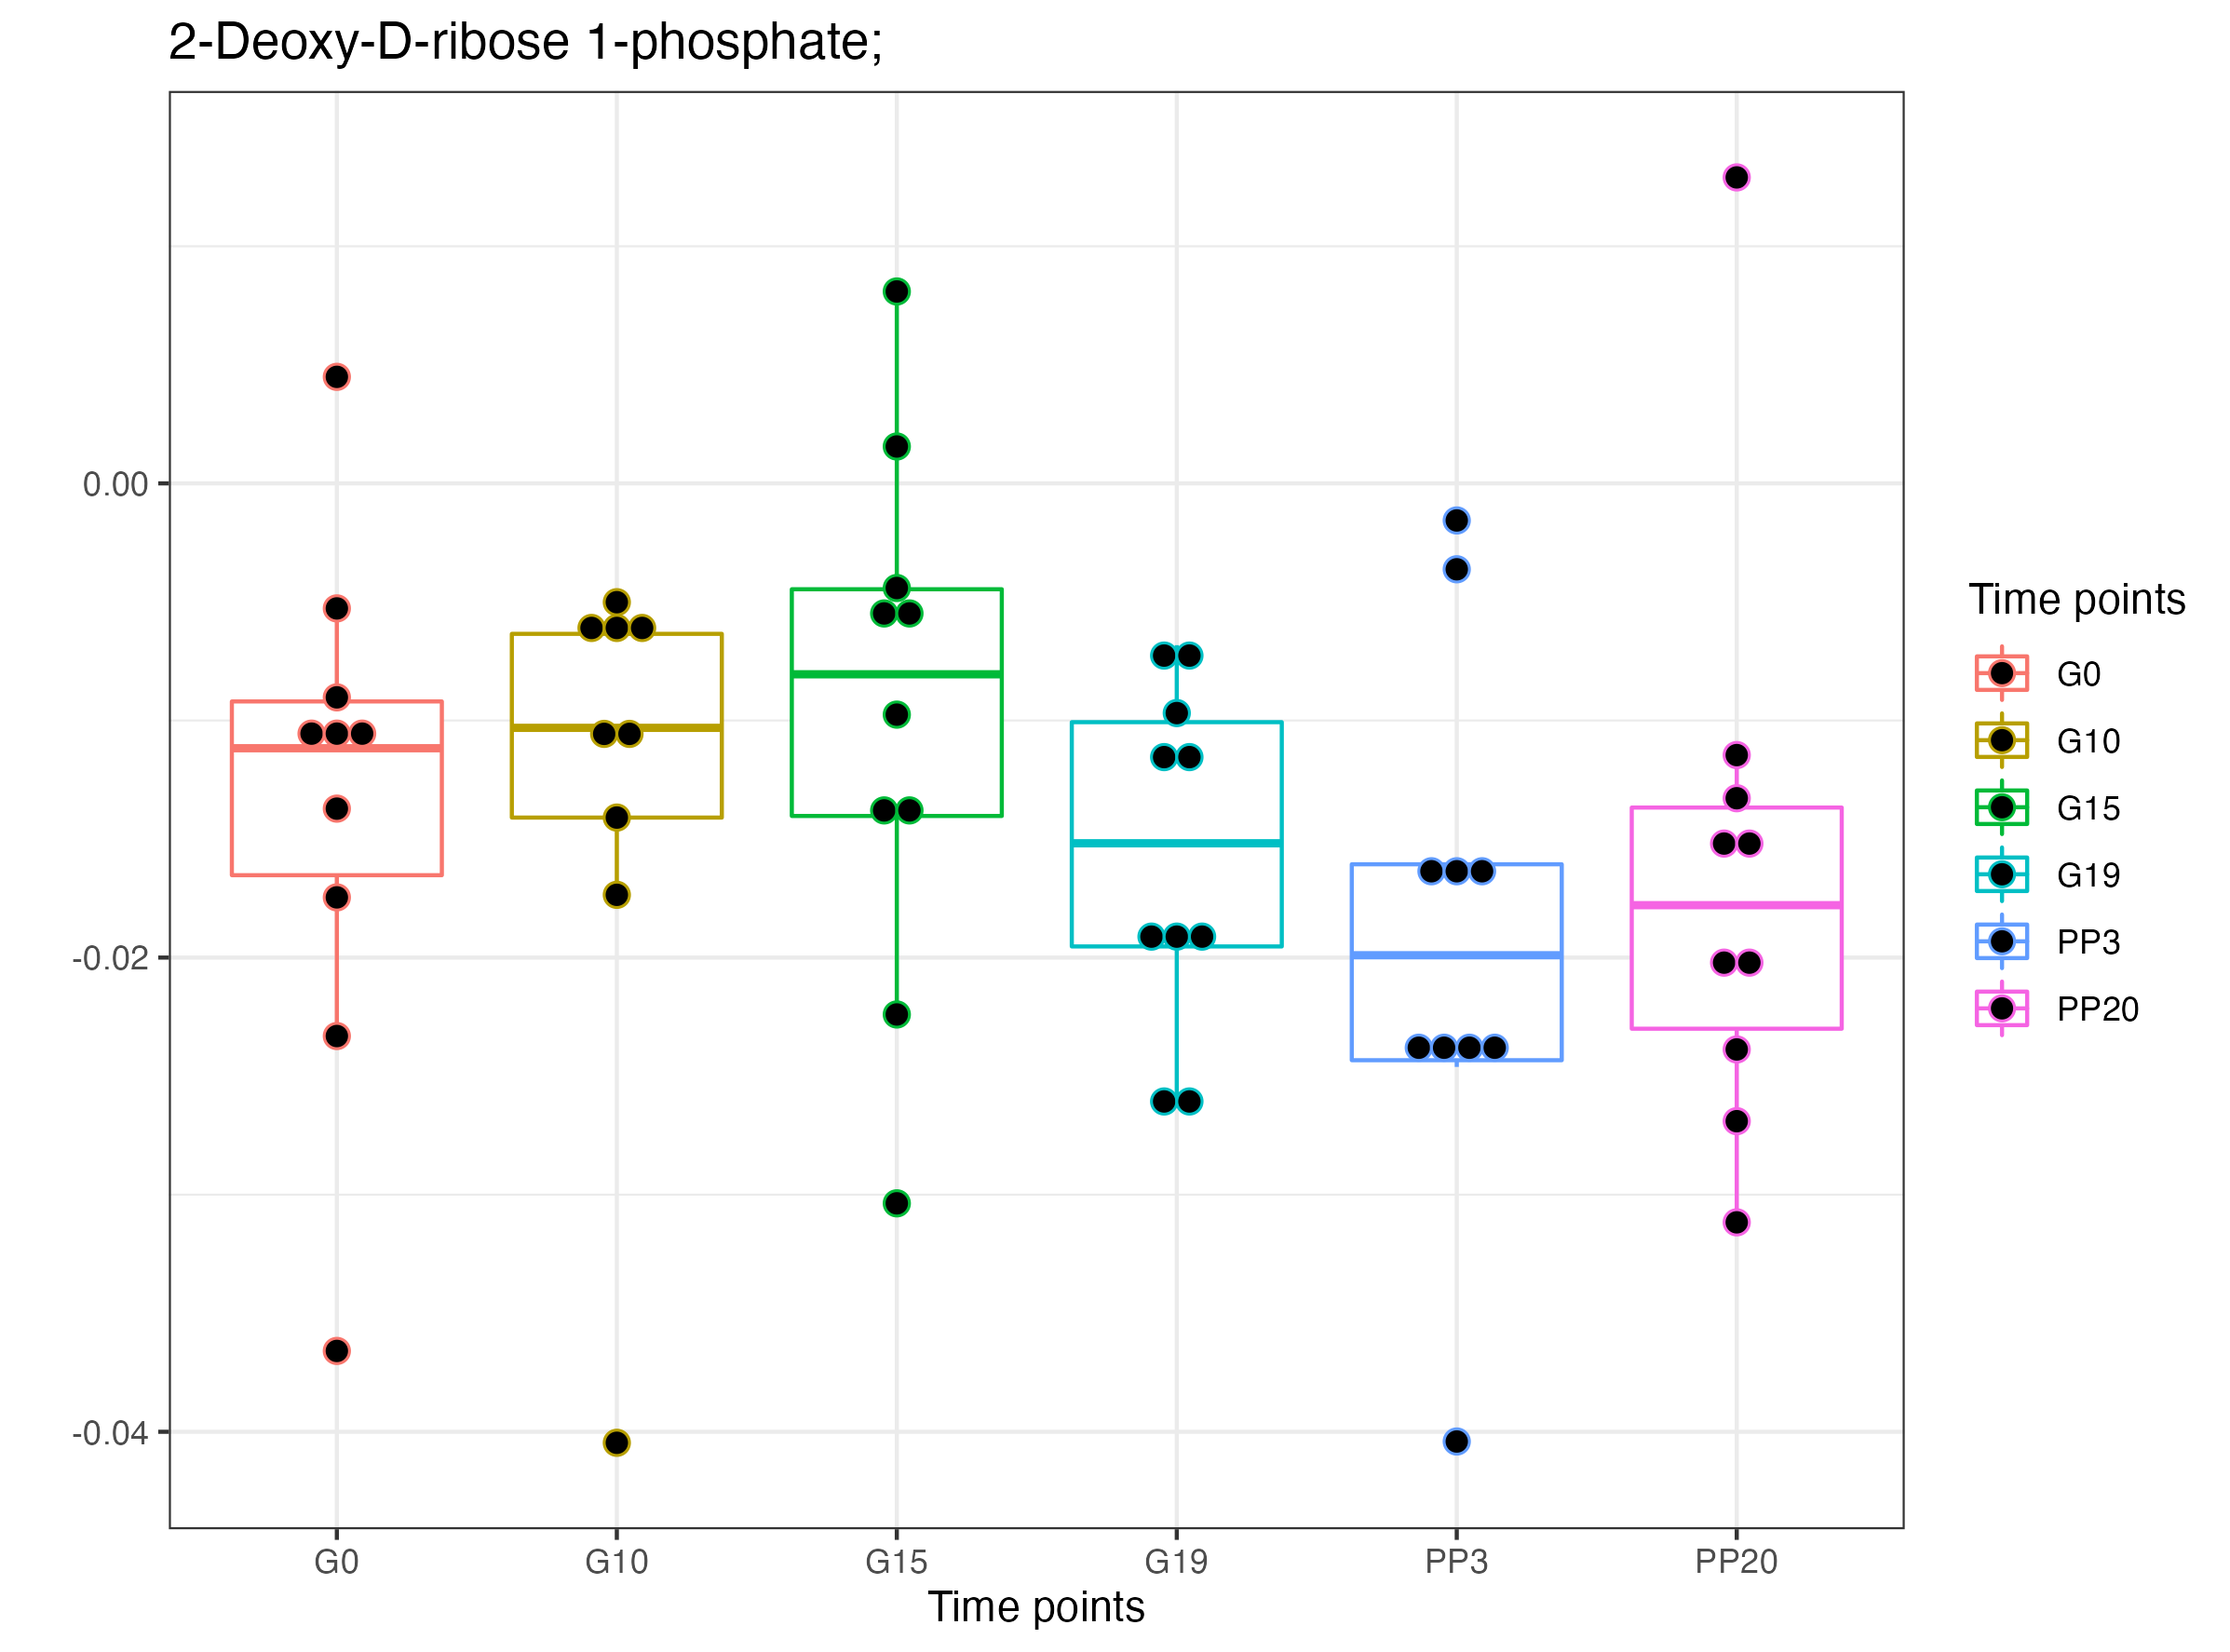 2-Deoxy-D-ribose 1-phosphate;
0.00
-0.02
-0.04
G0 G10 G15 G19 PP3 PP20
Time points
Time points
G0
G10
G15
G19
PP3
PP20